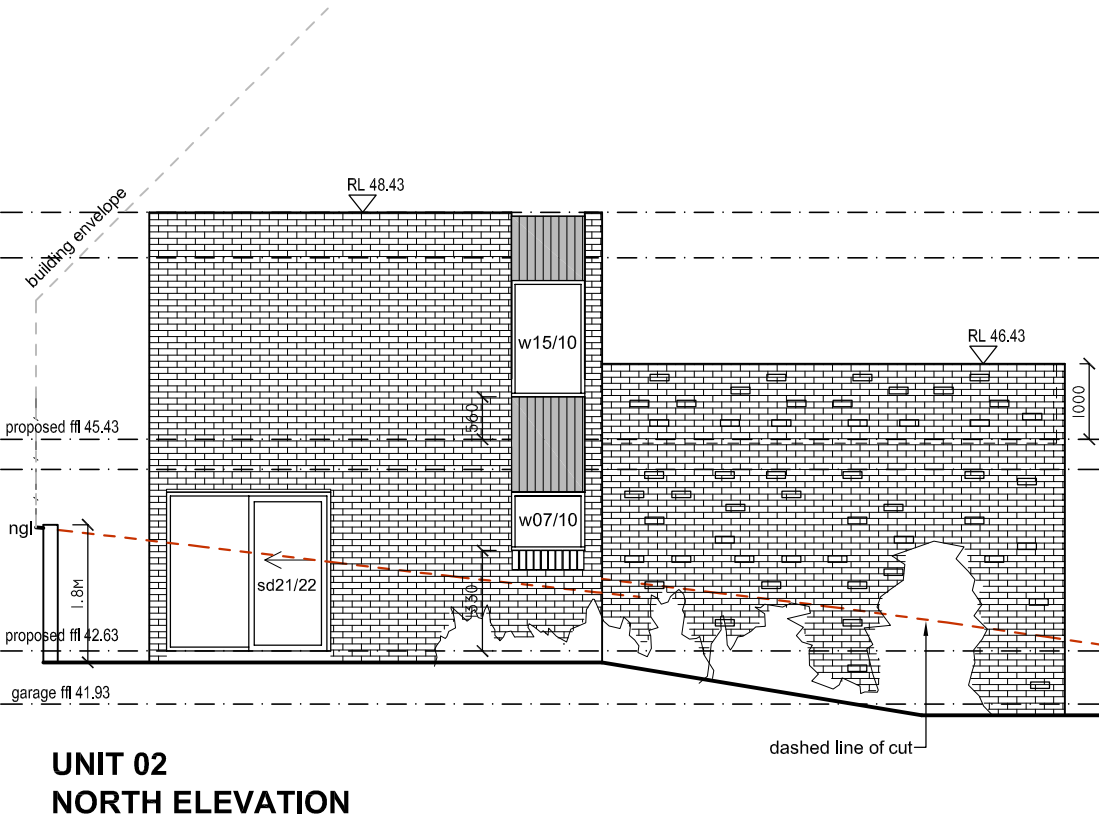 RL 48.43
building envelope
RL 46.43
w15/10
1000
560
proposed ffl 45.43
w07/10
ngl
sd21/22
1.8M
1330
proposed ffl 42.63
garage ffl 41.93
dashed line of cut
UNIT 02
NORTH ELEVATION